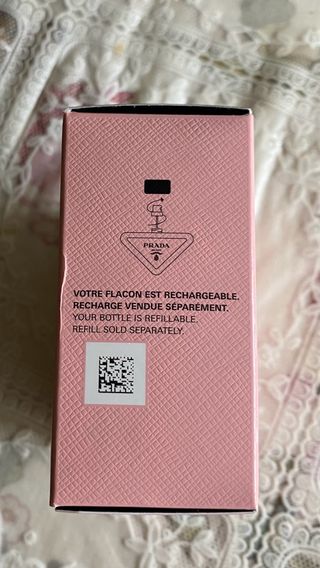 PRADA
VOTRE FLACON EST RECHARGEABLE.
RECHARGE VENDUE SÉPARÉMENT.
YOUR BOTTLE IS REFILLABLE.
REFILL SOLD SEPARATELY.